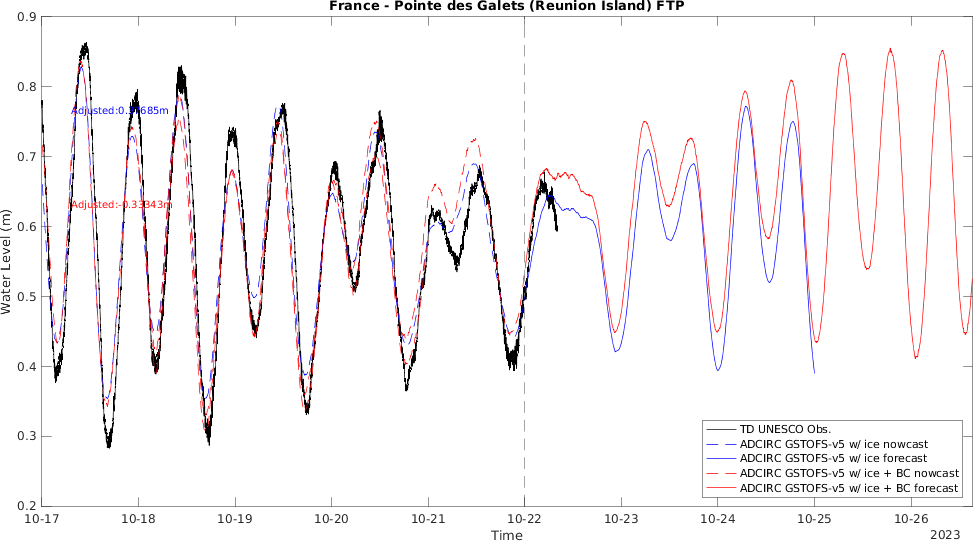 France - Pointe des Galets (Reunion Island) FTP
0.9
0.8
0.7
0.6
0.5
0.4
0.3
0.2
Water Level (m)
Adjusted:-0.33343m
TD UNESCO Obs.
ADCIRC GSTOFS-v5 w/ ice nowcast
ADCIRC GSTOFS-v5 w/ ice forecast
ADCIRC GSTOFS-v5 w/ ice + BC nowcast
ADCIRC GSTOFS-v5 w/ ice + BC forecast
10-17 10-18 10-19 10-20 10-21 10-22 10-23 10-24 10-25 10-26
Time
2023